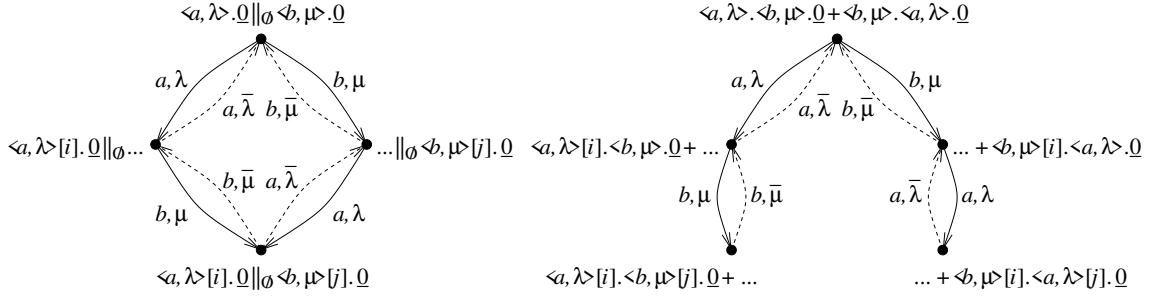 <a, λ>. 0 ||∅ <b, μ>. 0
a, λ
b, μ
a, λ̅
b, μ̅
<a, λ>[i]. 0 ||∅ ...
... ||∅ <b, μ>[j]. 0
b, μ̅
a, λ̅
b, μ
a, λ
<a, λ>[i]. 0 ||∅ <b, μ>[j]. 0
<a, λ>.<b, μ>. 0 + <b, μ>.<a, λ>. 0
a, λ
b, μ
a, λ̅
b, μ̅
<a, λ>[i].<b, μ>. 0 + ...
... + <b, μ>[i].<a, λ>. 0
b, μ
b, μ̅
a, λ̅
a, λ
<a, λ>[i].<b, μ>[j]. 0 + ...
... + <b, μ>[i].<a, λ>[j]. 0